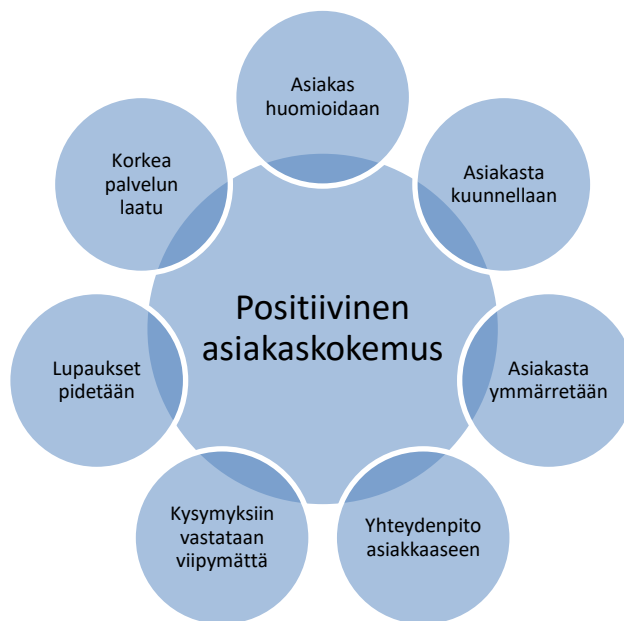 Asiakas
huomioidaan
Asiakasta
kuunnellaan
Asiakasta
ymmärretään
Yhteydenpito
asiakkaaseen
Kysymyksiin
vastataan
viipymättä
Lupaukset
pidetään
Korkea
palvelun
laatu
Positiivinen
asiakaskokemus